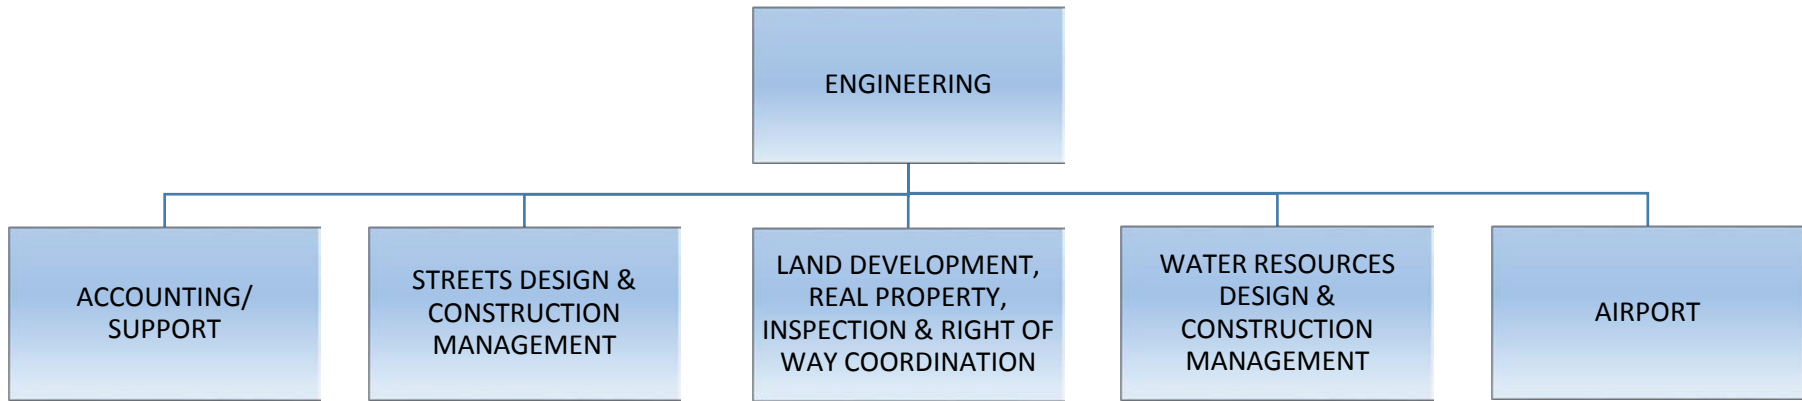 ENGINEERING
ACCOUNTING/
SUPPORT
STREETS DESIGN &
CONSTRUCTION
MANAGEMENT
LAND DEVELOPMENT,
REAL PROPERTY,
INSPECTION & RIGHT OF
WAY COORDINATION
WATER RESOURCES
DESIGN &
CONSTRUCTION
MANAGEMENT
AIRPORT